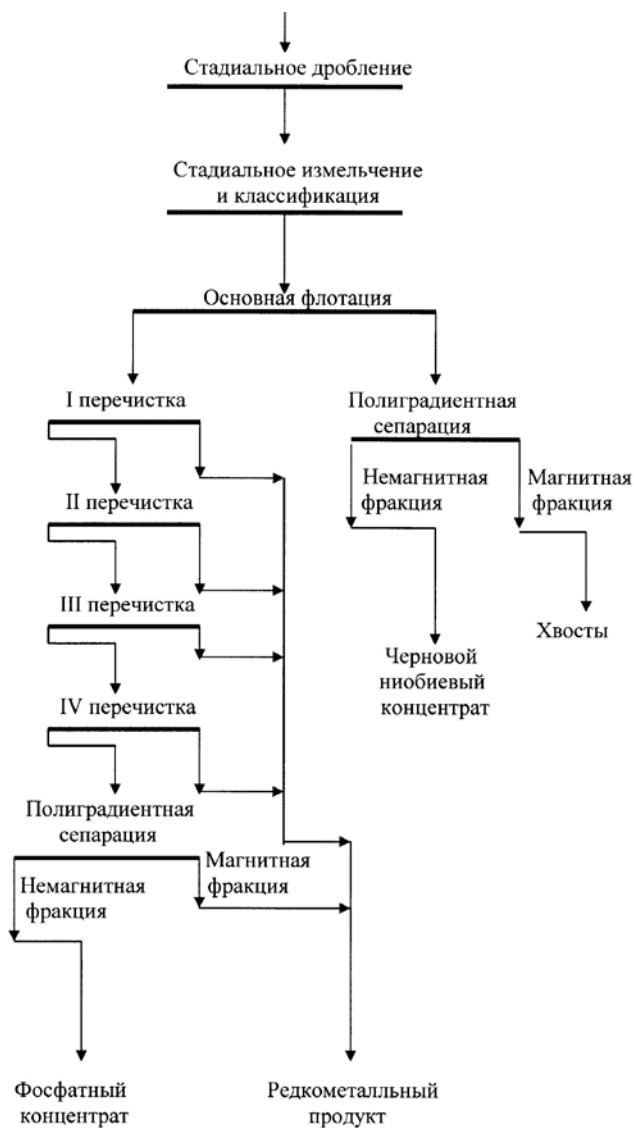 Стадиальное дробление
Стадиальное измельчение
и классификация
Основная флотация
I перечистка
Полиградиентная
сепарация
Немагнитная
фракция
Магнитная
фракция
II перечистка
III перечистка
Хвосты
Черновой
ниобиевый
концентрат
IV перечистка
Полиградиентная
сепарация
Магнитная
фракция
Немагнитная
фракция
Фосфатный
концентрат
Редкометалльный
продукт